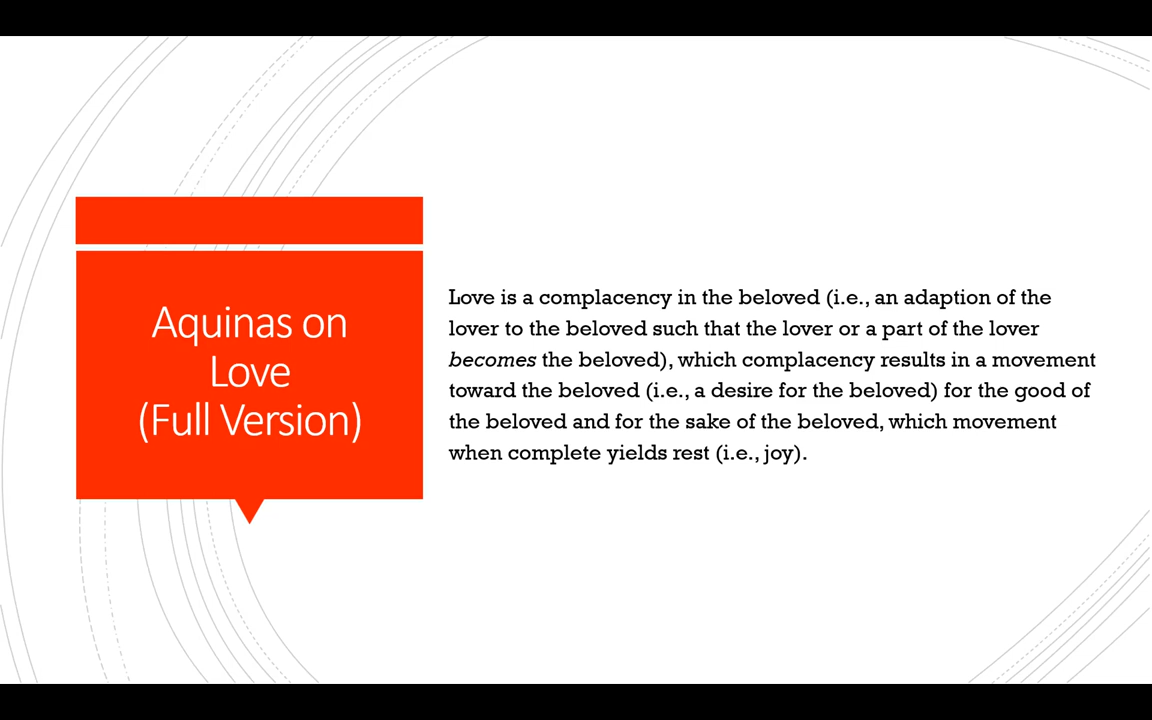 Aquinas on
Love
(Full Version)
Love is a complacency in the beloved (i.e., an adaption of the
lover to the beloved such that the lover or a part of the lover
becomes the beloved), which complacency results in a movement
toward the beloved (i.e., a desire for the beloved) for the good of
the beloved and for the sake of the beloved, which movement
when complete yields rest (i.e., joy).